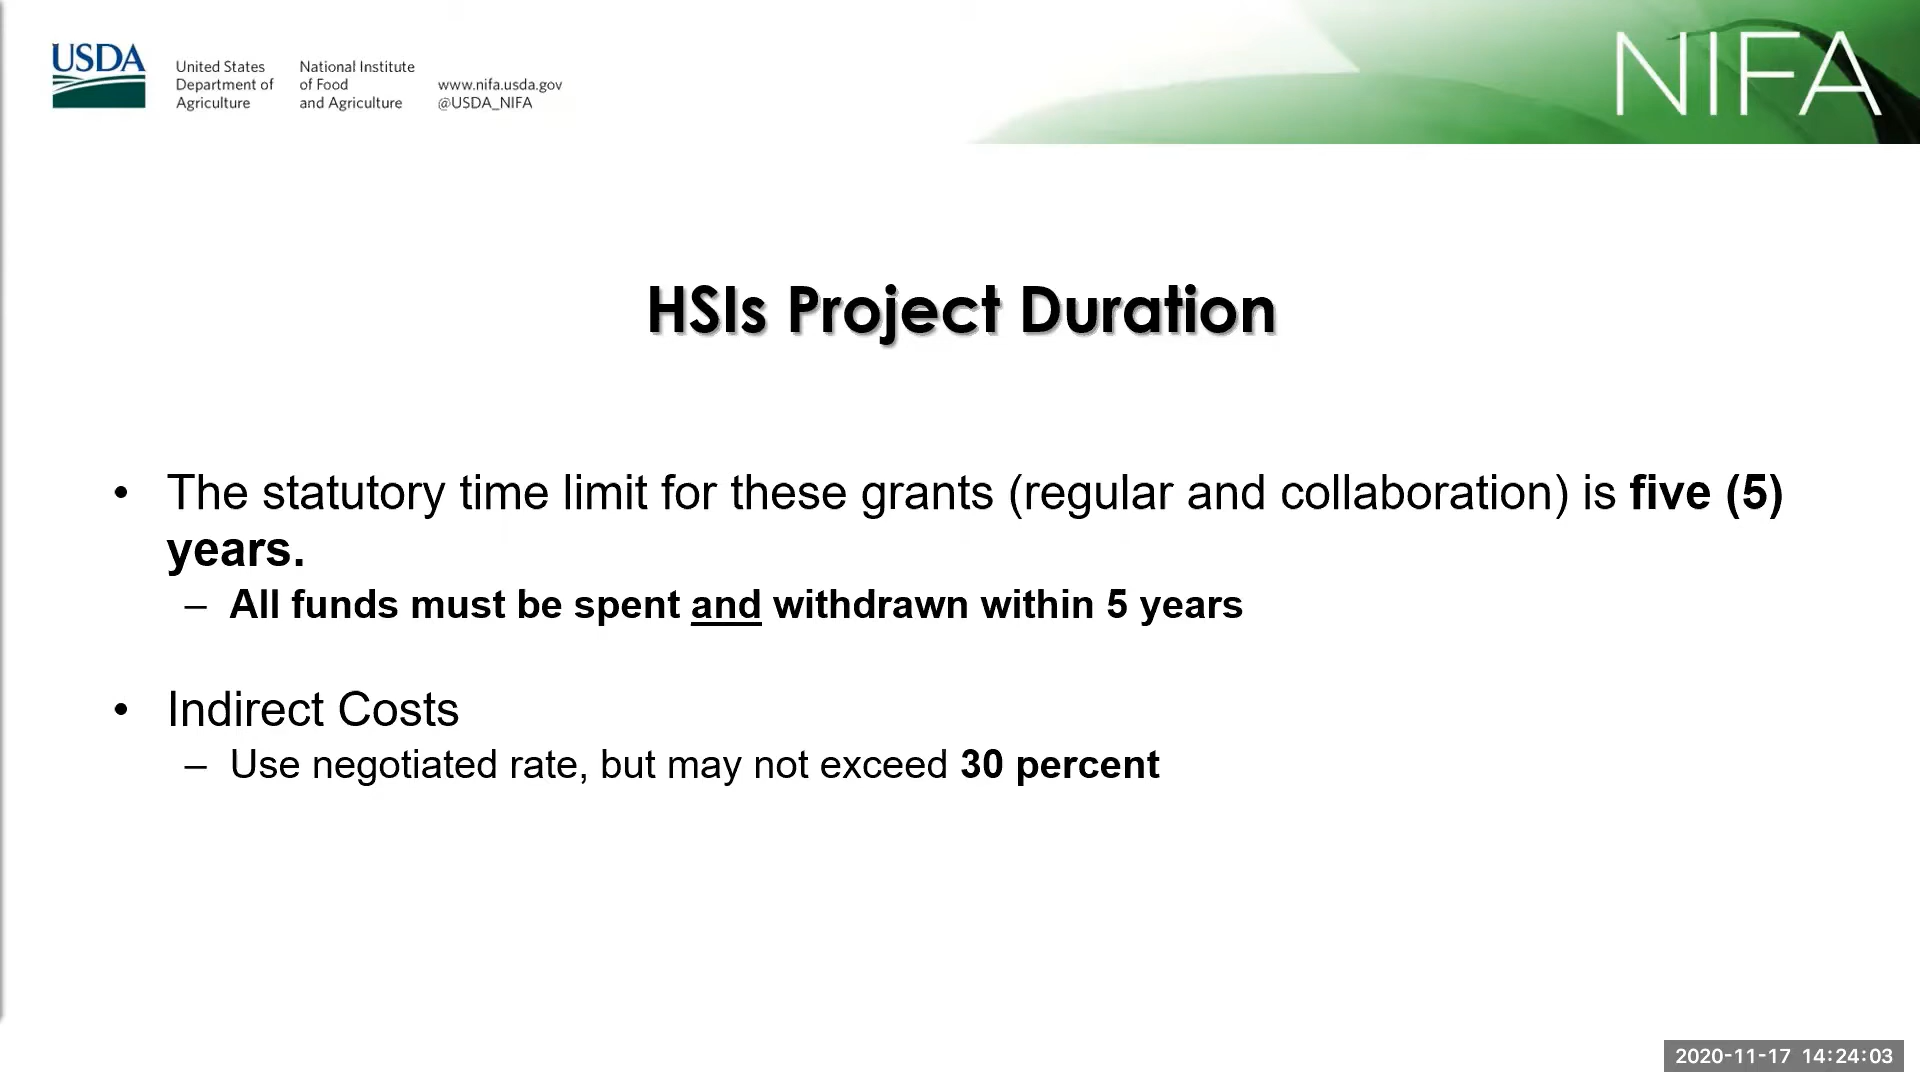 USDA
United States
Department of
Agriculture
National Institute
of Food
and Agriculture
www.nifa.usda.gov
@USDA_NIFA
NIFA
HSIs Project Duration
• The statutory time limit for these grants (regular and collaboration) is five (5)
years.
– All funds must be spent and withdrawn within 5 years
• Indirect Costs
– Use negotiated rate, but may not exceed 30 percent
2020-11-17 14:24:03